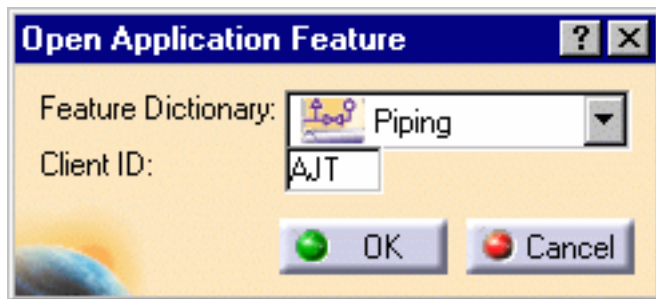 Open Application Feature
Feature Dictionary: Piping
Client ID: AJT
OK Cancel